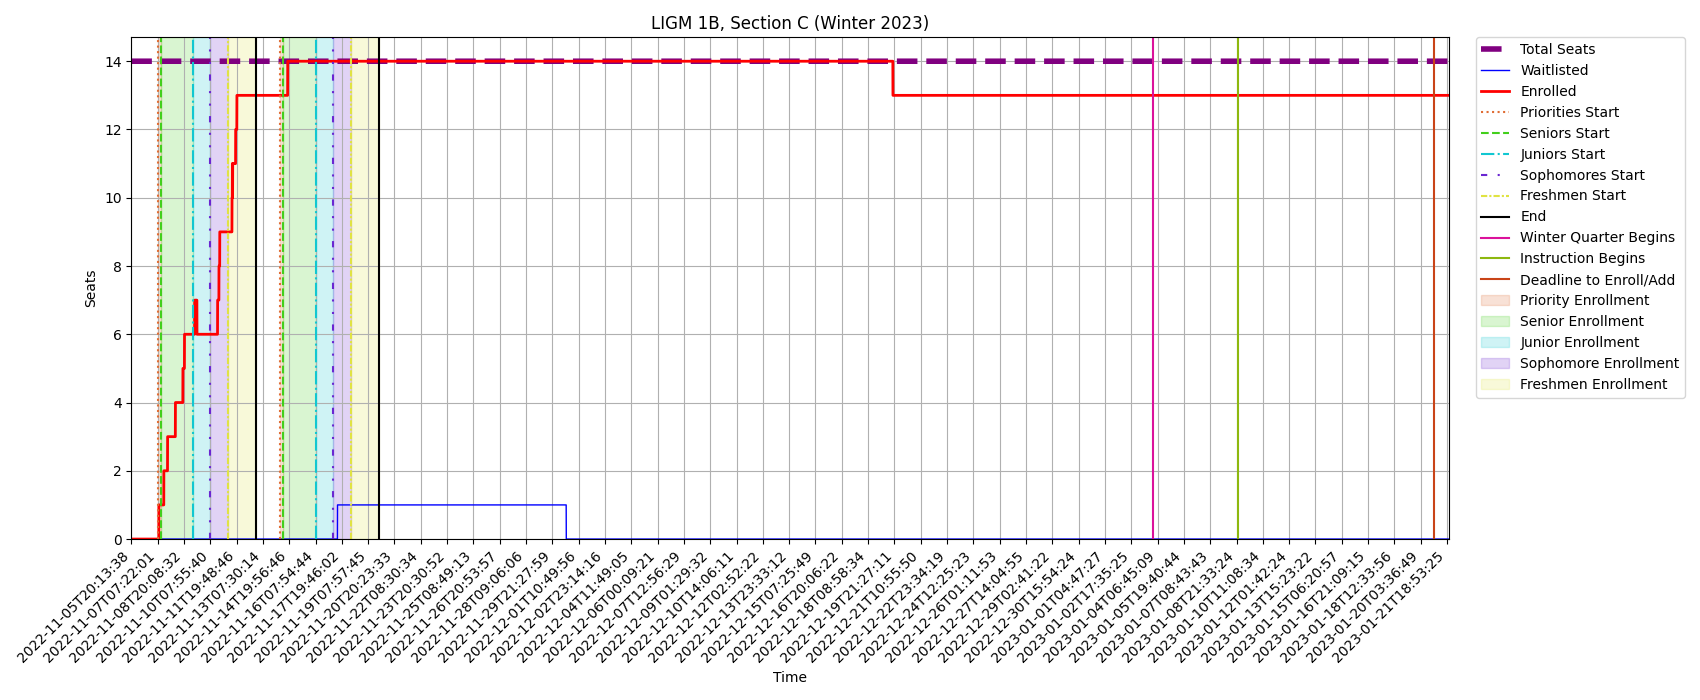 LIGM 1B, Section C (Winter 2023)
Total Seats
Waitlisted
Enrolled
Priorities Start
Seniors Start
Juniors Start
Sophomores Start
Freshmen Start
End
Winter Quarter Begins
Instruction Begins
Deadline to Enroll/Add
Priority Enrollment
Senior Enrollment
Junior Enrollment
Sophomore Enrollment
Freshmen Enrollment
Seats
14
12
10
8
6
4
2
0
2022-11-05T20:13:38
2022-11-07T07:22:01
2022-11-08T20:08:32
2022-11-10T07:55:40
2022-11-11T19:48:46
2022-11-13T07:30:14
2022-11-14T19:56:46
2022-11-16T07:54:44
2022-11-17T19:46:02
2022-11-19T07:57:45
2022-11-20T20:23:33
2022-11-22T08:30:34
2022-11-23T20:30:52
2022-11-25T08:49:13
2022-11-26T20:53:57
2022-11-28T09:06:06
2022-11-29T21:27:59
2022-12-01T10:49:56
2022-12-02T23:14:16
2022-12-04T11:49:05
2022-12-06T00:09:21
2022-12-07T12:56:29
2022-12-09T01:29:32
2022-12-10T14:06:11
2022-12-12T02:52:22
2022-12-13T23:33:12
2022-12-15T07:25:49
2022-12-16T20:06:22
2022-12-18T08:58:34
2022-12-19T21:27:11
2022-12-21T10:55:50
2022-12-22T23:34:19
2022-12-24T12:25:23
2022-12-26T01:11:53
2022-12-27T14:04:55
2022-12-29T02:41:22
2022-12-30T15:54:24
2023-01-01T04:47:27
2023-01-02T17:35:25
2023-01-04T06:45:09
2023-01-05T19:40:44
2023-01-07T08:43:43
2023-01-08T21:33:24
2023-01-10T11:08:34
2023-01-12T01:42:24
2023-01-13T15:23:22
2023-01-15T06:20:57
2023-01-16T21:09:15
2023-01-18T12:33:56
2023-01-20T03:36:49
2023-01-21T18:53:25
Time